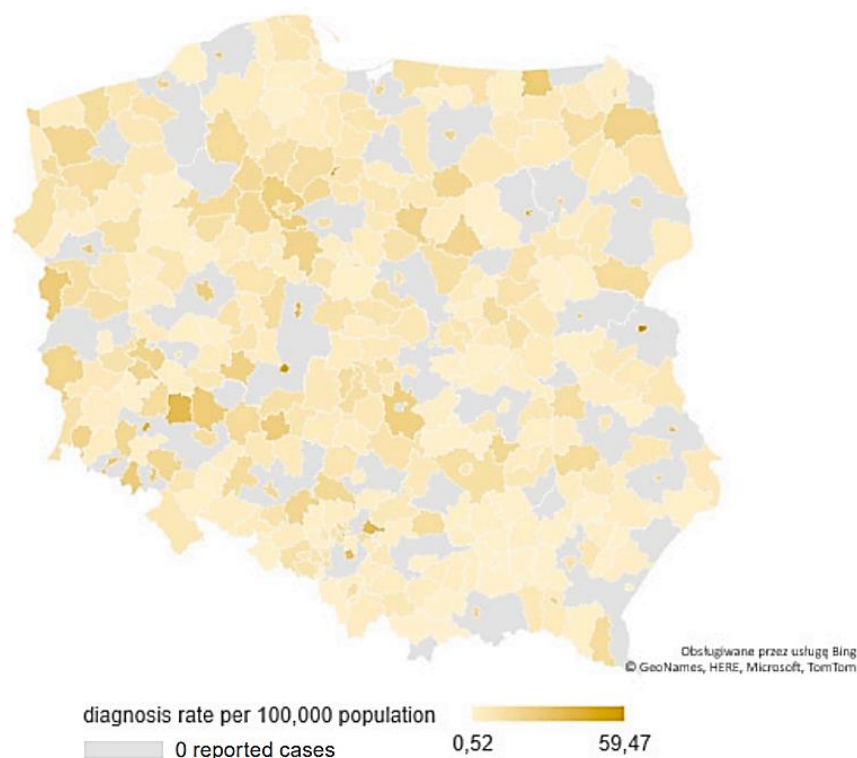 Obsługiwane przez usługę Bing
© GeoNames, HERE, Microsoft, TomTom
diagnosis rate per 100,000 population
0,52 59,47
0 reported cases